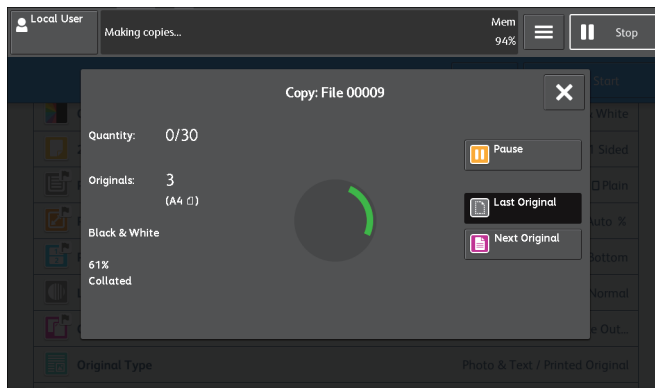 Local User
Making copies...
Mem
94%
Stop
Start
Copy: File 00009
White
Quantity: 0/30
Pause
1 Sided
Originals: 3
(A4)
Plain
Last Original
Auto %
Black & White
Next Original
Bottom
61%
Collated
Normal
e Out...
Original Type
Photo & Text / Printed Original